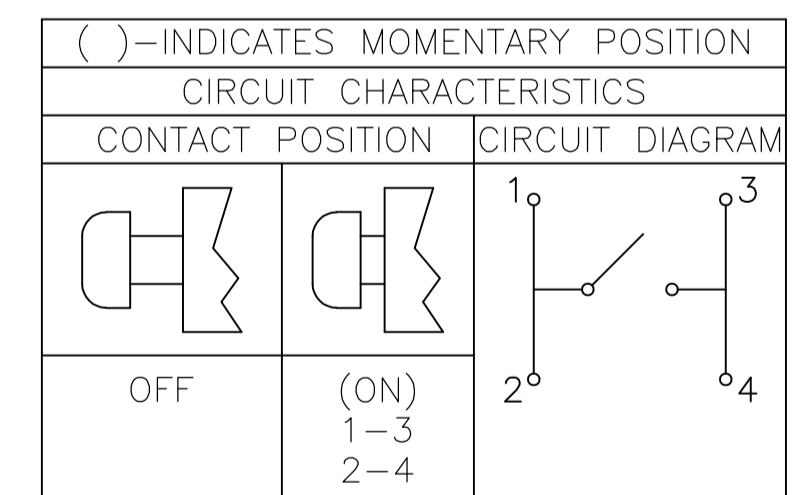 ( )-INDICATES MOMENTARY POSITION
CIRCUIT CHARACTERISTICS
CONTACT POSITION
CIRCUIT DIAGRAM
1
3
2
4
OFF
(ON)
1-3
2-4